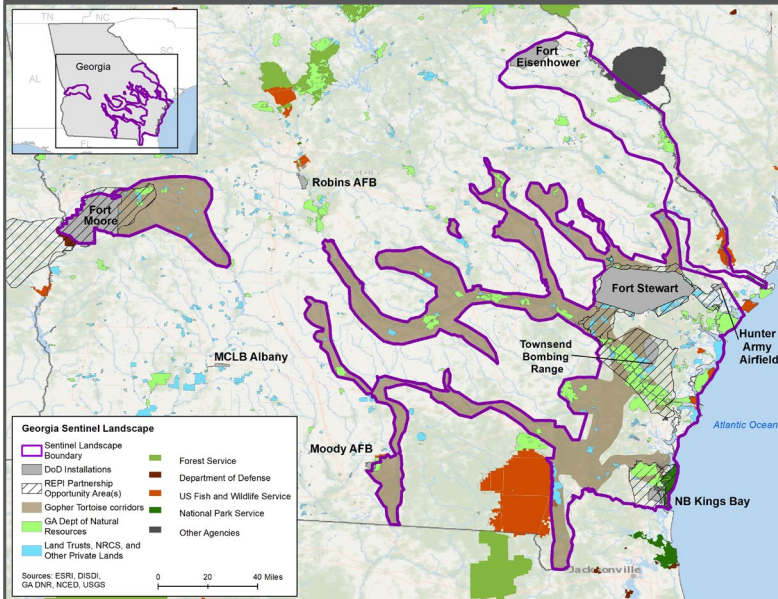 TN
NC
SC
AL
Georgia
FL
Fort
Eisenhower
Robins AFB
Fort
Moore
Fort Stewart
Hunter
Army
Airfield
Townsend
Bombing
Range
MCLB Albany
Moody AFB
Atlantic Ocean
NB Kings Bay
Jacksonville
Georgia Sentinel Landscape
Sentinel Landscape
Boundary
DoD Installations
REPI Partnership
Opportunity Area(s)
Gopher Tortoise corridors
GA Dept of Natural
Resources
Land Trusts, NRCS, and
Other Private Lands
Forest Service
Department of Defense
US Fish and Wildlife Service
National Park Service
Other Agencies
Sources: ESRI, DISDI,
GA DNR, NCED, USGS
0 20 40 Miles